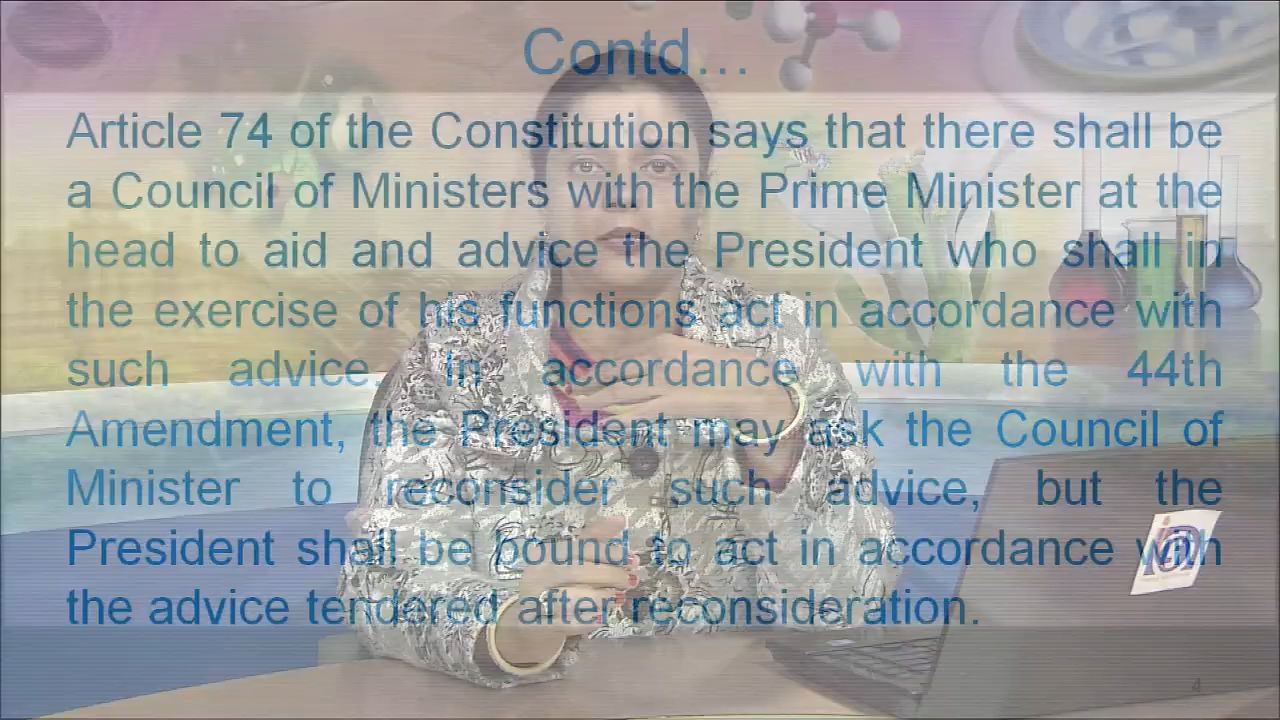 Contd...
Article 74 of the Constitution says that there shall be
a Council of Ministers with the Prime Minister at the
head to aid and advice the President who shall in
the exercise of his functions act in accordance with
such advice. in accordance with the 44th
Amendment, the President may ask the Council of
Minister to reconsider such advice, but the
President shall be bound to act in accordance with
the advice tendered after reconsideration.
4